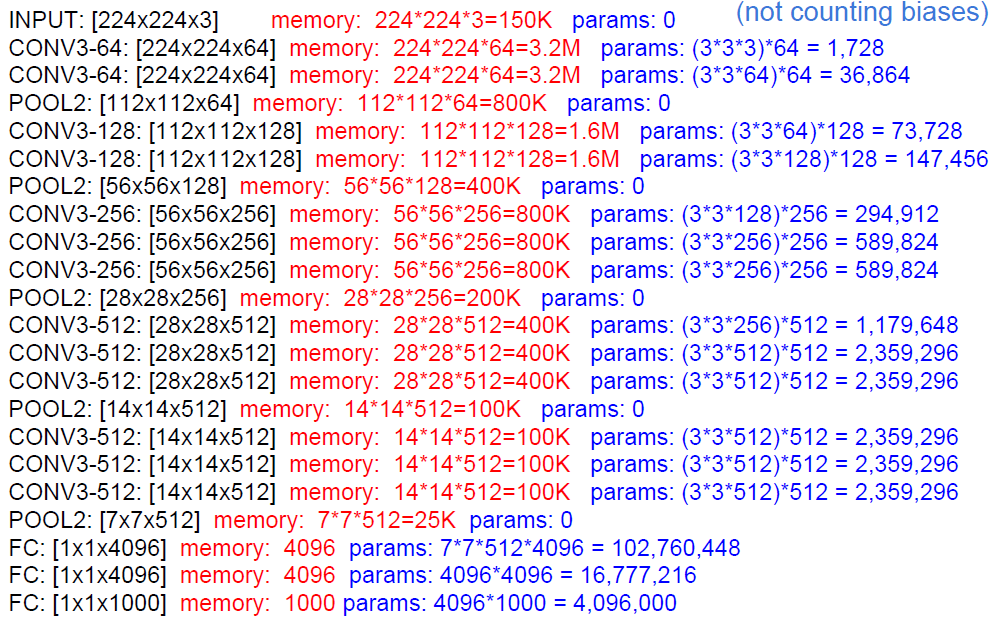 (not counting biases)
INPUT: [224x224x3] memory: 224*224*3=150K params: 0
CONV3-64: [224x224x64] memory: 224*224*64=3.2M params: (3*3*3)*64 = 1,728
CONV3-64: [224x224x64] memory: 224*224*64=3.2M params: (3*3*64)*64 = 36,864
POOL2: [112x112x64] memory: 112*112*64=800K params: 0
CONV3-128: [112x112x128] memory: 112*112*128=1.6M params: (3*3*64)*128 = 73,728
CONV3-128: [112x112x128] memory: 112*112*128=1.6M params: (3*3*128)*128 = 147,456
POOL2: [56x56x128] memory: 56*56*128=400K params: 0
CONV3-256: [56x56x256] memory: 56*56*256=800K params: (3*3*128)*256 = 294,912
CONV3-256: [56x56x256] memory: 56*56*256=800K params: (3*3*256)*256 = 589,824
CONV3-256: [56x56x256] memory: 56*56*256=800K params: (3*3*256)*256 = 589,824
POOL2: [28x28x256] memory: 28*28*256=200K params: 0
CONV3-512: [28x28x512] memory: 28*28*512=400K params: (3*3*256)*512 = 1,179,648
CONV3-512: [28x28x512] memory: 28*28*512=400K params: (3*3*512)*512 = 2,359,296
CONV3-512: [28x28x512] memory: 28*28*512=400K params: (3*3*512)*512 = 2,359,296
POOL2: [14x14x512] memory: 14*14*512=100K params: 0
CONV3-512: [14x14x512] memory: 14*14*512=100K params: (3*3*512)*512 = 2,359,296
CONV3-512: [14x14x512] memory: 14*14*512=100K params: (3*3*512)*512 = 2,359,296
CONV3-512: [14x14x512] memory: 14*14*512=100K params: (3*3*512)*512 = 2,359,296
POOL2: [7x7x512] memory: 7*7*512=25K params: 0
FC: [1x1x4096] memory: 4096 params: 7*7*512*4096 = 102,760,448
FC: [1x1x4096] memory: 4096 params: 4096*4096 = 16,777,216
FC: [1x1x1000] memory: 1000 params: 4096*1000 = 4,096,000